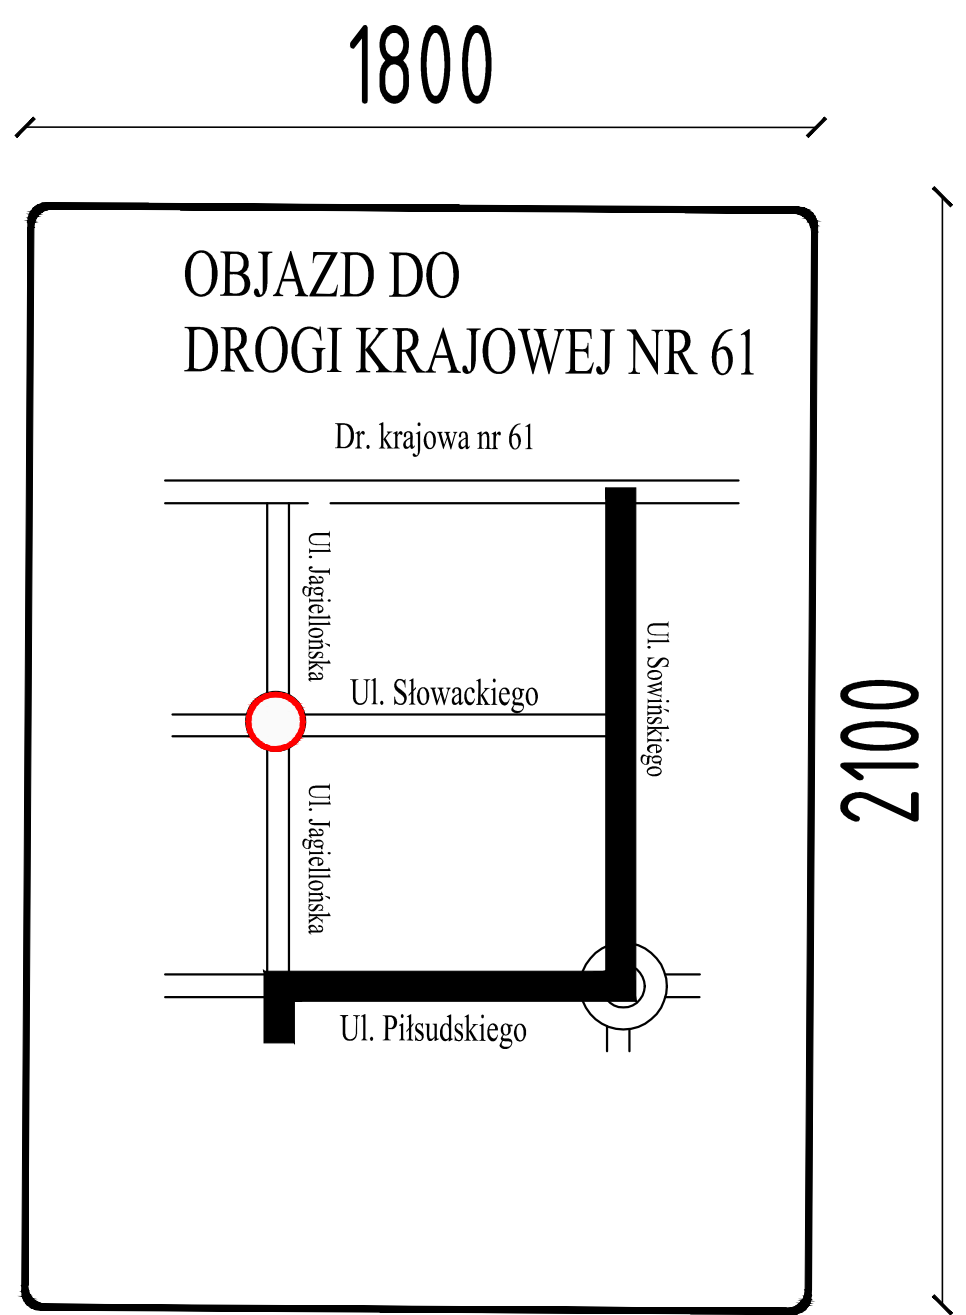 1800
OBJAZD DO
DROGI KRAJOWEJ NR 61
Dr. krajowa nr 61
Ul. Jagiellońska
Ul. Słowackiego
Ul. Sowińskiego
2100
Ul. Jagiellońska
Ul. Piłsudskiego